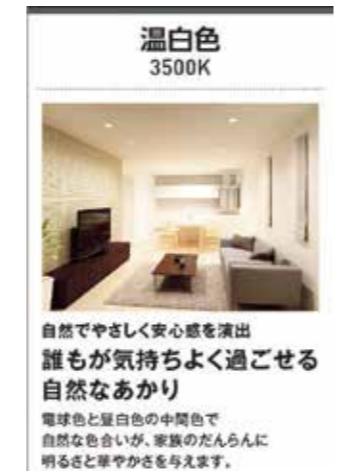 温白色
3500K
自然でやさしく安心感を演出
誰もが気持ちよく過ごせる
自然なあかり
電球色と昼白色の中間色で
自然な色合いが、家族のだんらんに
明るさと華やかさを与えます。